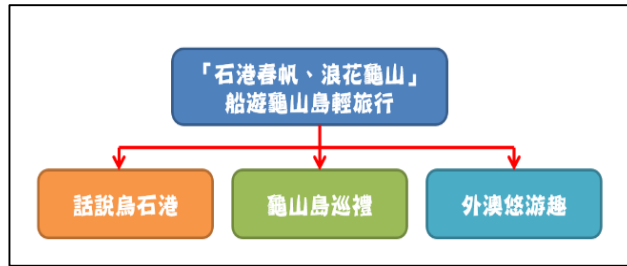 「石港春帆、浪花龜山」
船遊龜山島輕旅行
話說烏石港
龜山島巡禮
外澳悠游趣